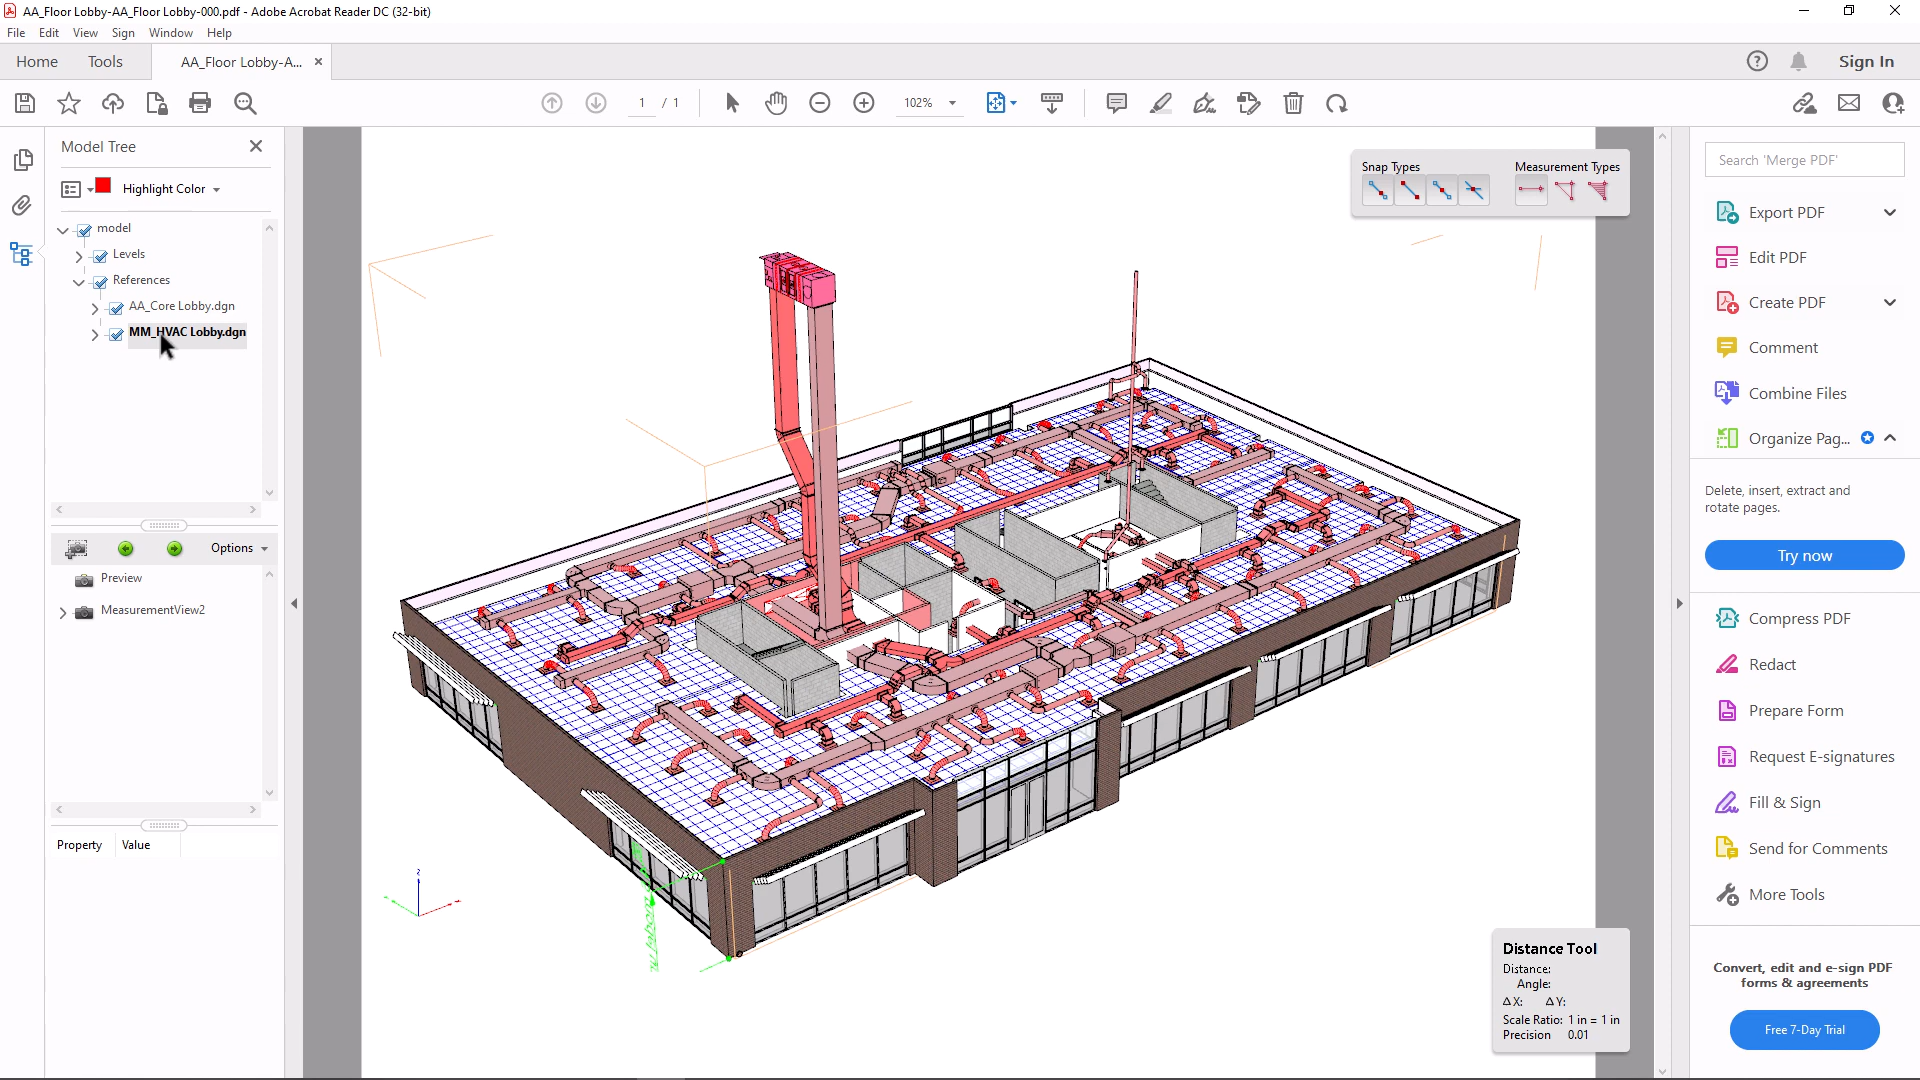 AA_Floor Lobby-AA_Floor Lobby-000.pdf - Adobe Acrobat Reader DC (32-bit)
File Edit View Sign Window Help
Home Tools AA_Floor Lobby-A... Sign In
1 / 1 102%
Model Tree
Highlight Color
model
Levels
References
AA_Core Lobby.dgn
MM_HVAC Lobby.dgn
Options
Preview
MeasurementView2
Property Value
Snap Types Measurement Types
z
Distance Tool
Distance:
Angle:
ΔX: ΔY:
Scale Ratio: 1 in = 1 in
Precision 0.01
Search 'Merge PDF'
Export PDF
Edit PDF
Create PDF
Comment
Combine Files
Organize Pag...
Delete, insert, extract and
rotate pages.
Try now
Compress PDF
Redact
Prepare Form
Request E-signatures
Fill & Sign
Send for Comments
More Tools
Convert, edit and e-sign PDF
forms & agreements
Free 7-Day Trial